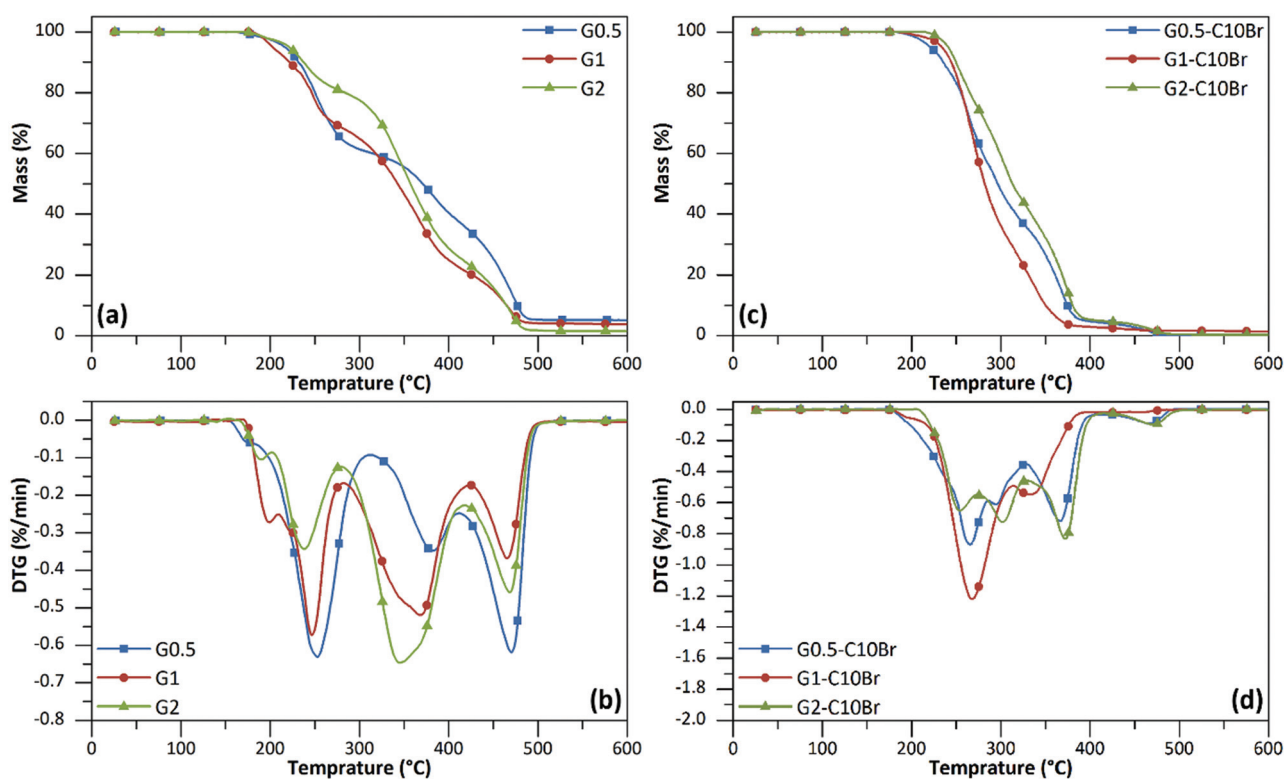 Mass (%)
100
80
60
40
20
0
G0.5
G1
G2
(a)
0 100 200 300 400 500 600
Temprature (°C)
Mass (%)
100
80
60
40
20
0
G0.5-C10Br
G1-C10Br
G2-C10Br
(c)
0 100 200 300 400 500 600
Temprature (°C)
DTG (%/min)
0.0
-0.1
-0.2
-0.3
-0.4
-0.5
-0.6
-0.7
-0.8
G0.5
G1
G2
(b)
0 100 200 300 400 500 600
Temprature (°C)
DTG (%/min)
0.0
-0.2
-0.4
-0.6
-0.8
-1.0
-1.2
-1.4
-1.6
-1.8
-2.0
G0.5-C10Br
G1-C10Br
G2-C10Br
(d)
0 100 200 300 400 500 600
Temprature (°C)